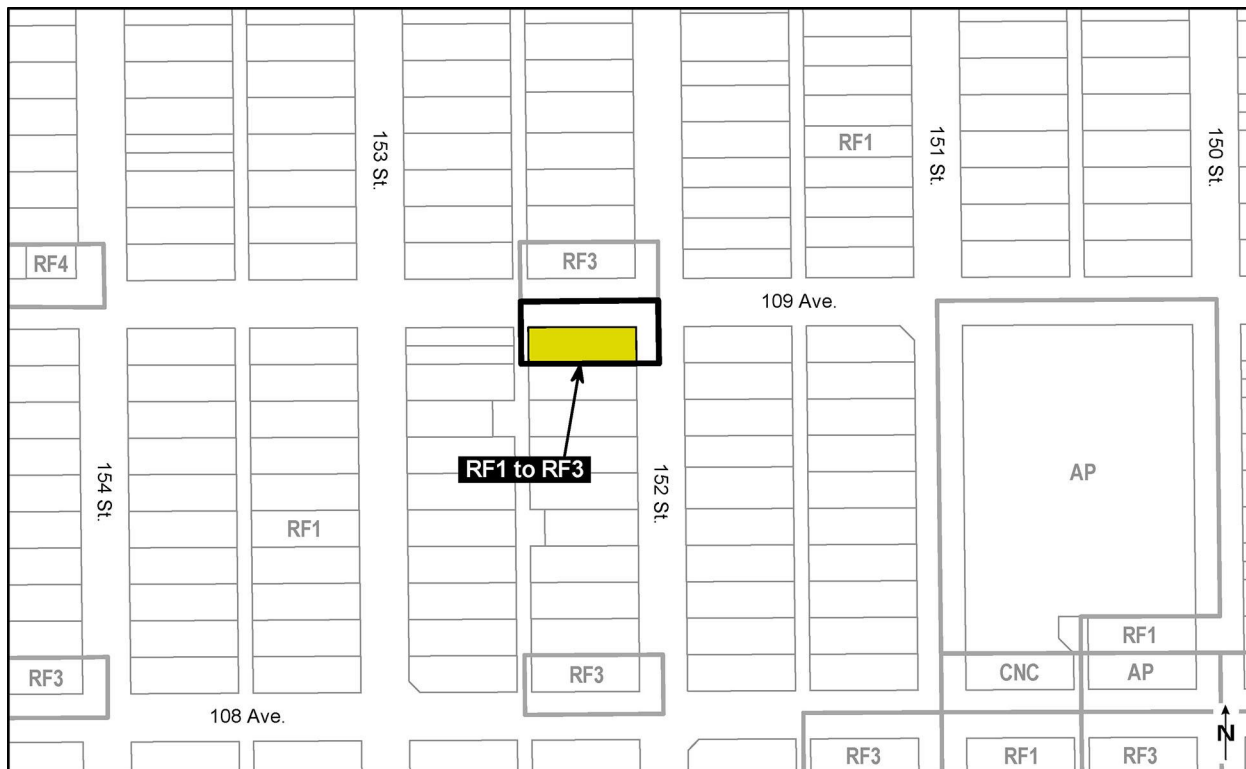 153 St.
RF1
151 St.
150 St.
RF4
RF3
109 Ave.
RF1 to RF3
154 St.
152 St.
AP
RF1
RF1
RF3
RF3
CNC
AP
108 Ave.
N
RF3
RF1
RF3